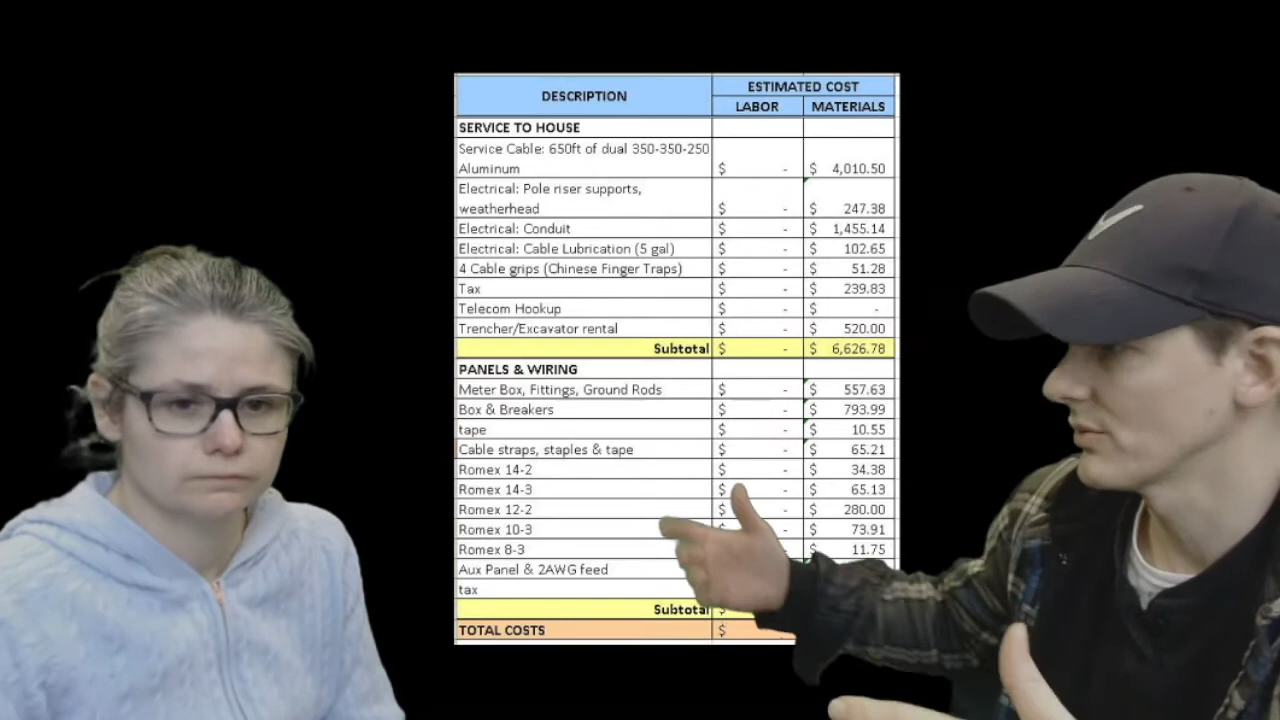 DESCRIPTION ESTIMATED COST
LABOR MATERIALS
SERVICE TO HOUSE
Service Cable: 650ft of dual 350-350-250
Aluminum $ - $ 4,010.50
Electrical: Pole riser supports,
weatherhead $ - $ 247.38
Electrical: Conduit $ - $ 1,455.14
Electrical: Cable Lubrication (5 gal) $ - $ 102.65
4 Cable grips (Chinese Finger Traps) $ - $ 51.28
Tax $ - $ 239.83
Telecom Hookup $ - $ -
Trencher/Excavator rental $ - $ 520.00
Subtotal $ - $ 6,626.78
PANELS & WIRING
Meter Box, Fittings, Ground Rods $ - $ 557.63
Box & Breakers $ - $ 793.99
tape $ - $ 10.55
Cable straps, staples & tape $ - $ 65.21
Romex 14-2 $ - $ 34.38
Romex 14-3 $ - $ 65.13
Romex 12-2 $ - $ 280.00
Romex 10-3 $ - $ 73.91
Romex 8-3 - $ 11.75
Aux Panel & 2AWG feed
tax
Subtotal $
TOTAL COSTS $